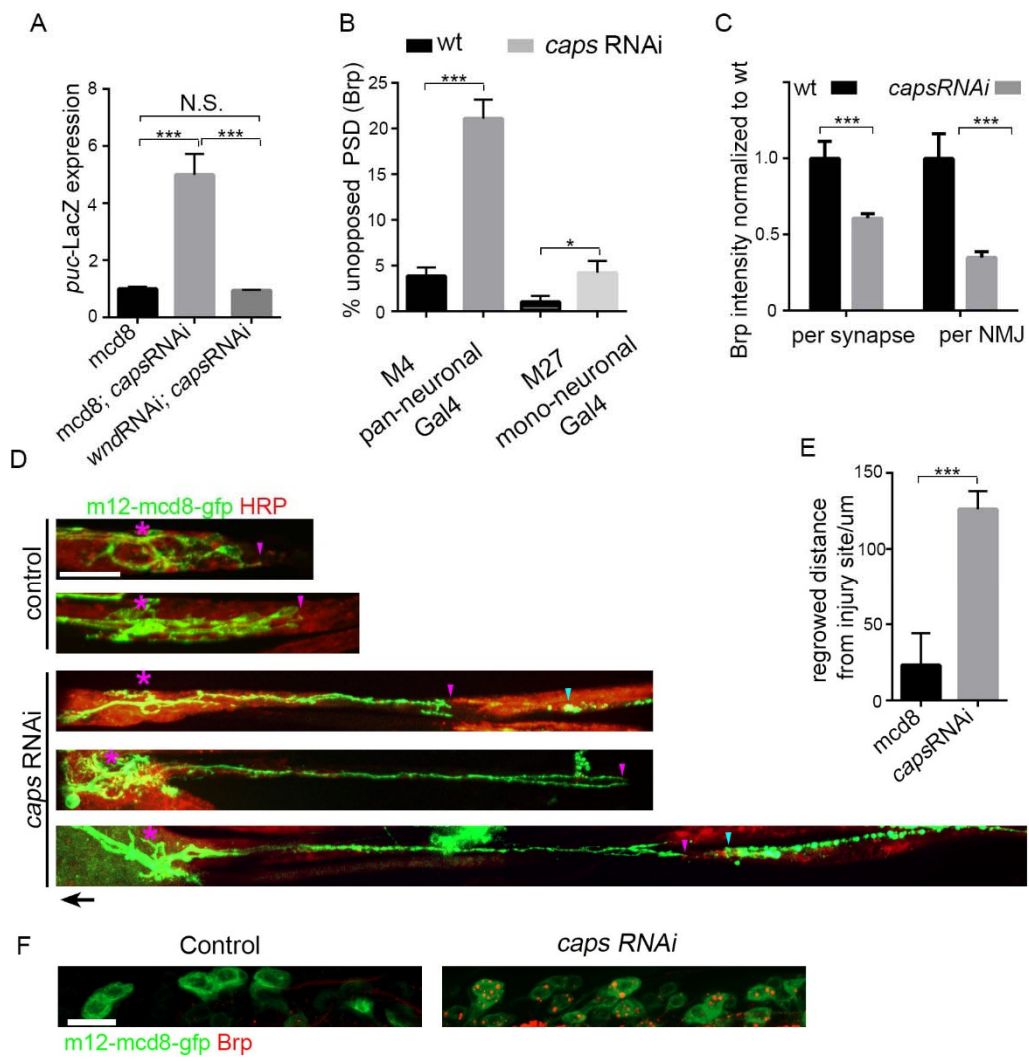 A
N.S.
***
***
puc-LacZ expression
8
6
4
2
0
mcd8
mcd8; capsRNAi
wndRNAi; capsRNAi
B
wt
caps RNAi
***
*
% unopposed PSD (Brp)
25
20
15
10
5
0
M4
pan-neuronal
Gal4
M27
mono-neuronal
Gal4
C
wt
capsRNAi
***
***
Brp intensity normalized to wt
1.0
0.5
0
per synapse
per NMJ
D
m12-mcd8-gfp HRP
control
*
*
caps RNAi
*
*
*
E
***
regrowed distance
from injury site/um
150
100
50
0
mcd8
capsRNAi
F
Control
caps RNAi
m12-mcd8-gfp Brp